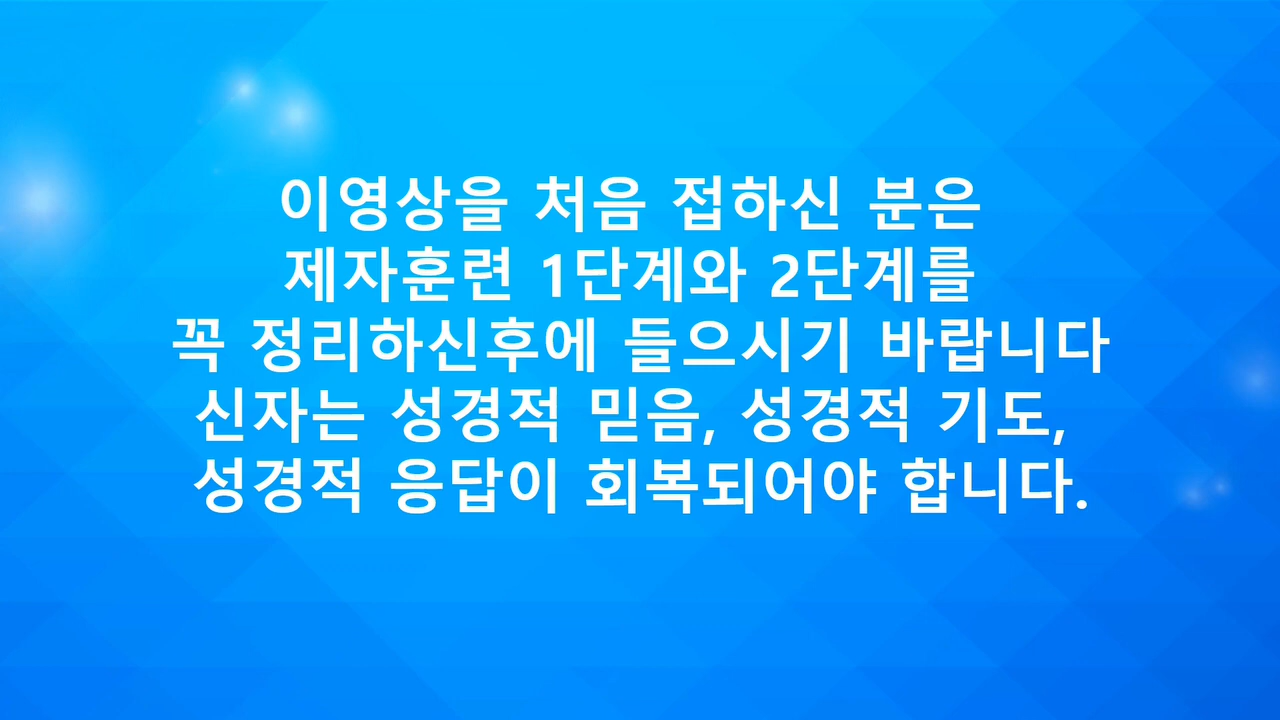 이영상을 처음 접하신 분은
제자훈련 1단계와 2단계를
꼭 정리하신후에 들으시기 바랍니다
신자는 성경적 믿음, 성경적 기도,
성경적 응답이 회복되어야 합니다.